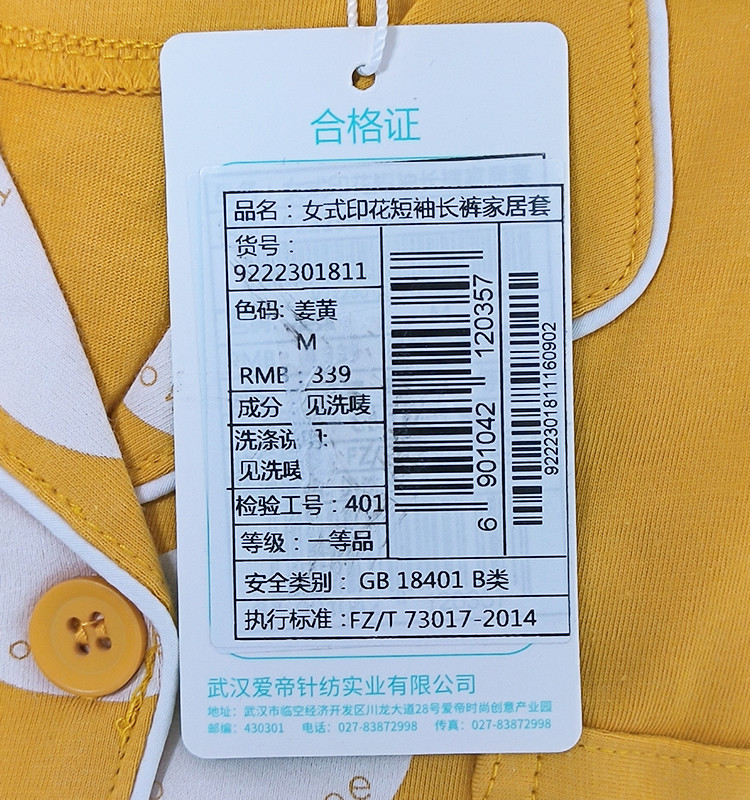 合格证
品名：女式印花短袖长裤家居套
货号：
9222301811
色码: 姜黄
M
RMB：339
成分 见洗唛
洗涤说
见洗唛
检验工号：401
等级：一等品
安全类别：GB 18401 B类
执行标准:FZ/T 73017-2014
6 901042 120357
9222301811160902
武汉爱帝针纺实业有限公司
地址：武汉市临空经济开发区川龙大道28号爱帝时尚创意产业园
邮编：430301 电话：027-83872998 传真：027-83872998
e